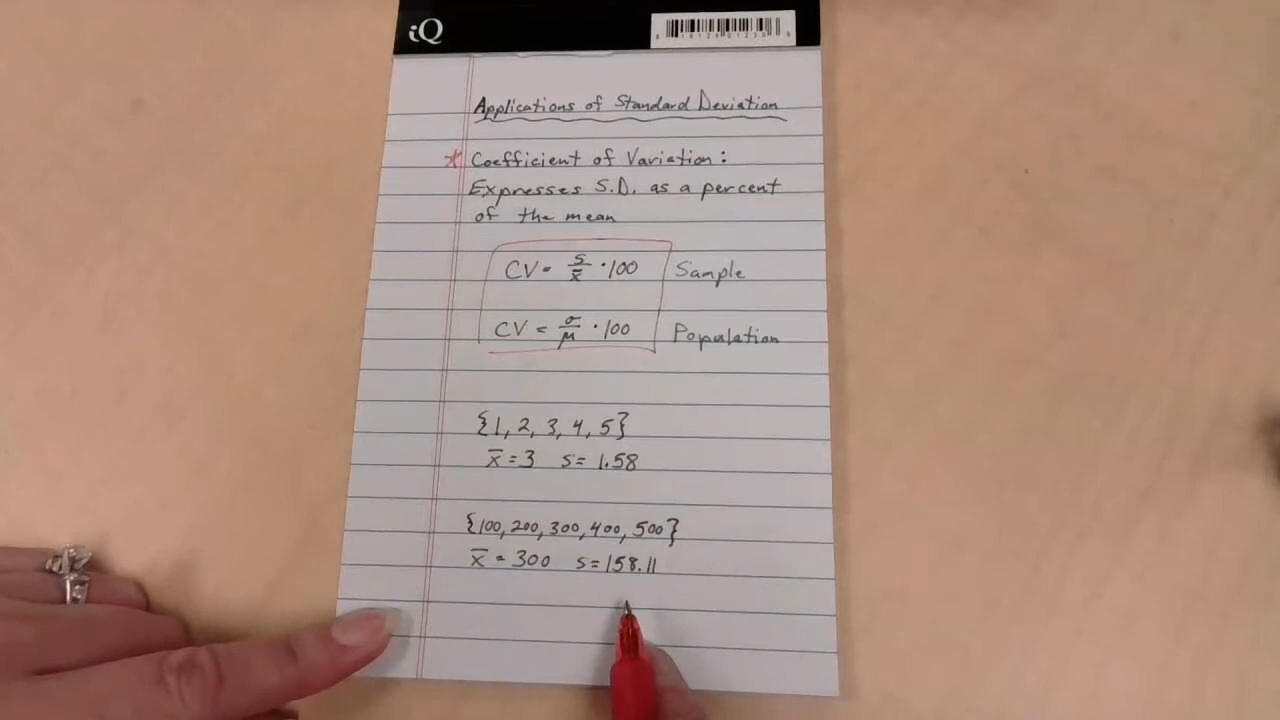 iQ
Applications of Standard Deviation
* Coefficient of Variation:
Expresses S.D. as a percent
of the mean
CV = s/x̄ · 100 Sample
CV = σ/μ · 100 Population
{1, 2, 3, 4, 5}
x̄ = 3 s = 1.58
{100, 200, 300, 400, 500}
x̄ = 300 s = 158.11